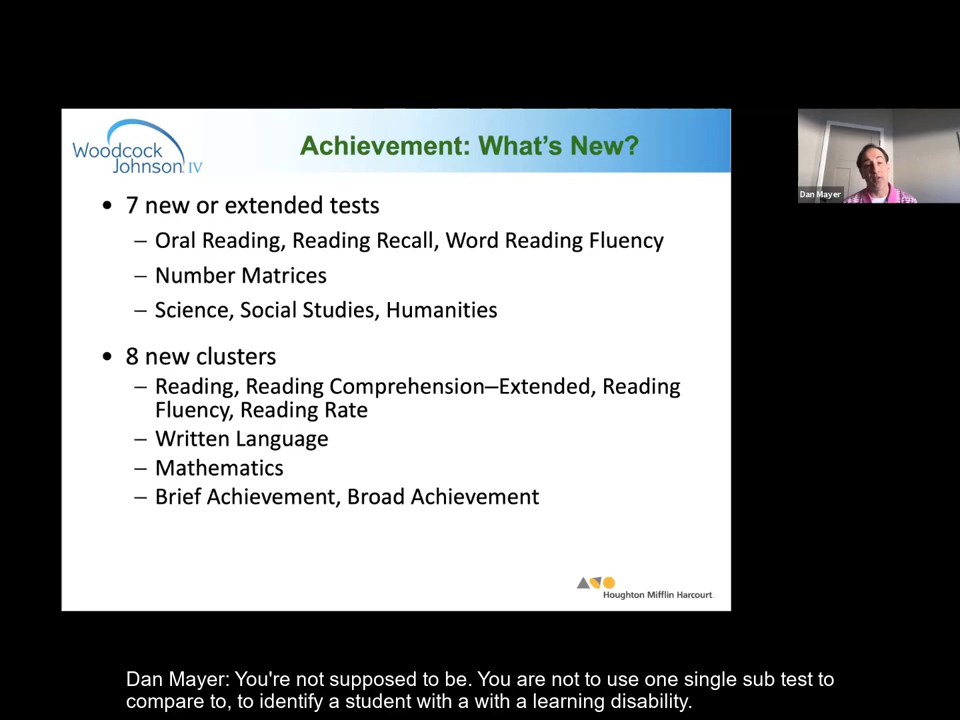 Woodcock
Johnson IV
Achievement: What's New?
• 7 new or extended tests
– Oral Reading, Reading Recall, Word Reading Fluency
– Number Matrices
– Science, Social Studies, Humanities
• 8 new clusters
– Reading, Reading Comprehension–Extended, Reading
Fluency, Reading Rate
– Written Language
– Mathematics
– Brief Achievement, Broad Achievement
Houghton Mifflin Harcourt
Dan Mayer
Dan Mayer: You're not supposed to be. You are not to use one single sub test to
compare to, to identify a student with a with a learning disability.